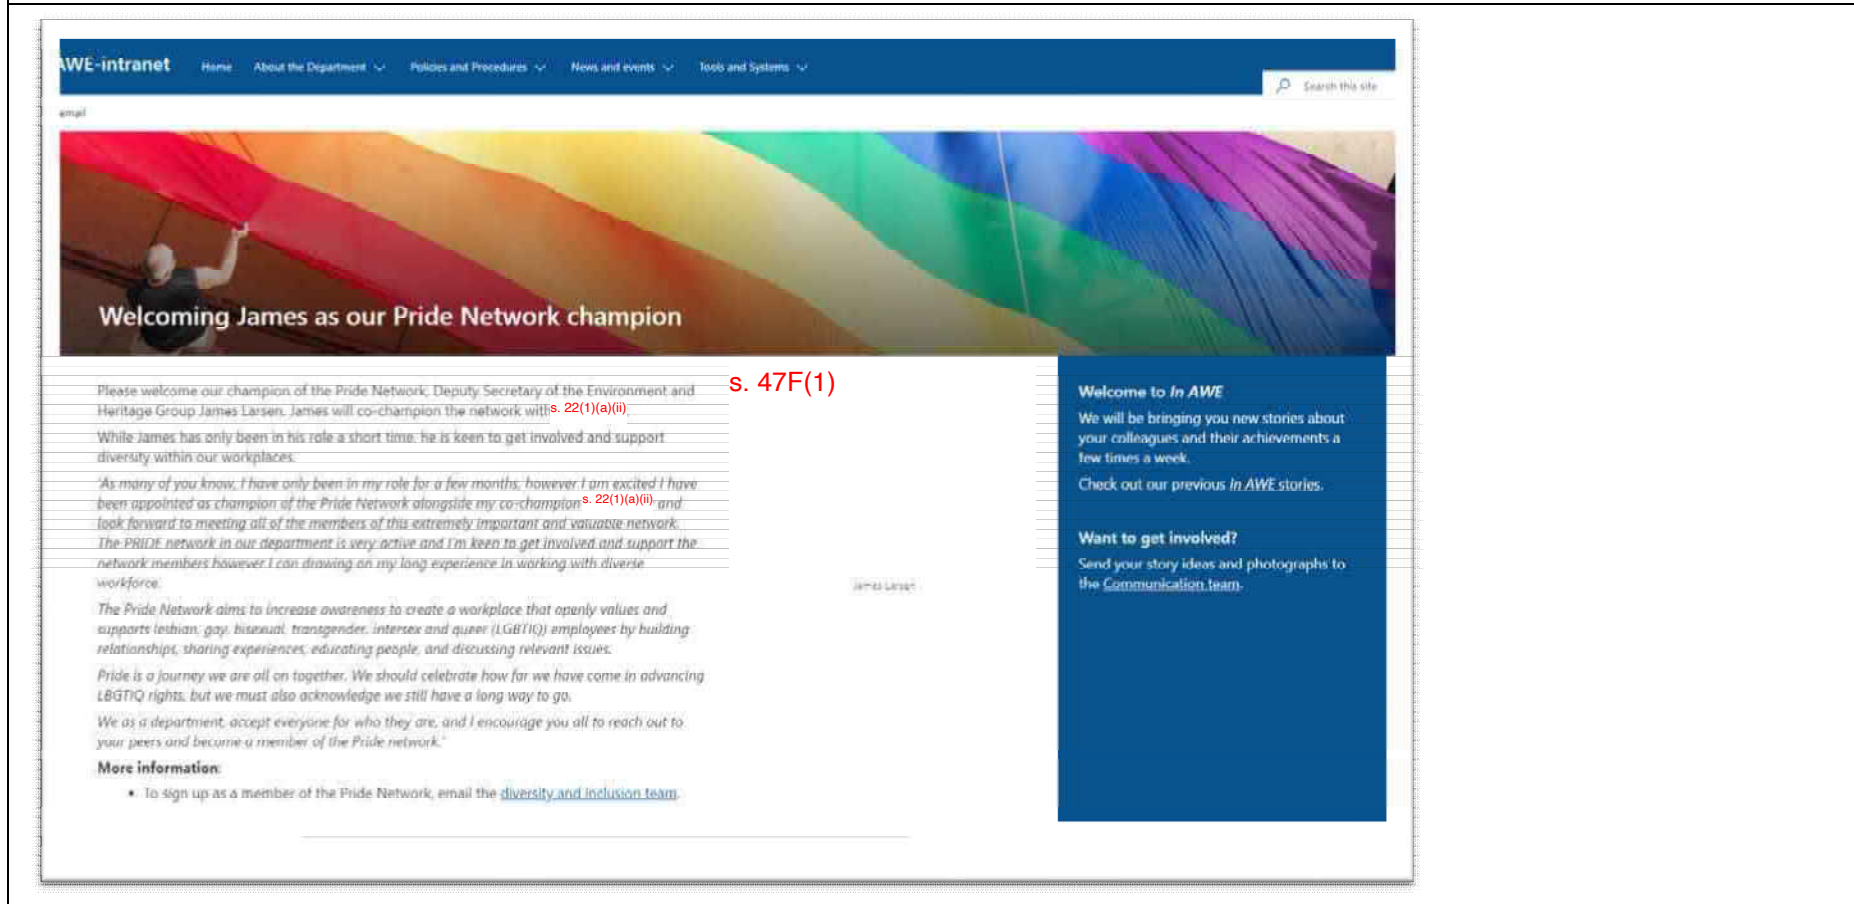 AWE-intranet Home About the Department Policies and Procedures News and events Tools and Systems
Search this site
email
Welcoming James as our Pride Network champion
Please welcome our champion of the Pride Network, Deputy Secretary of the Environment and
Heritage Group James Larsen. James will co-champion the network with s. 22(1)(a)(ii)
While James has only been in his role a short time, he is keen to get involved and support
diversity within our workplaces.
'As many of you know, I have only been in my role for a few months, however I am excited I have
been appointed as champion of the Pride Network alongside my co-champion s. 22(1)(a)(ii) and
look forward to meeting all of the members of this extremely important and valuable network.
The PRIDE network in our department is very active and I'm keen to get involved and support the
network members however I can drawing on my long experience in working with diverse
workforce.
The Pride Network aims to increase awareness to create a workplace that openly values and
supports lesbian, gay, bisexual, transgender, intersex and queer (LGBTIQ) employees by building
relationships, sharing experiences, educating people, and discussing relevant issues.
Pride is a journey we are all on together. We should celebrate how far we have come in advancing
LBGTIQ rights, but we must also acknowledge we still have a long way to go.
We as a department, accept everyone for who they are, and I encourage you all to reach out to
your peers and become a member of the Pride network.'
More information:
• To sign up as a member of the Pride Network, email the diversity and inclusion team.
s. 47F(1)
James Larsen
Welcome to In AWE
We will be bringing you new stories about
your colleagues and their achievements a
few times a week.
Check out our previous In AWE stories.
Want to get involved?
Send your story ideas and photographs to
the Communication team.